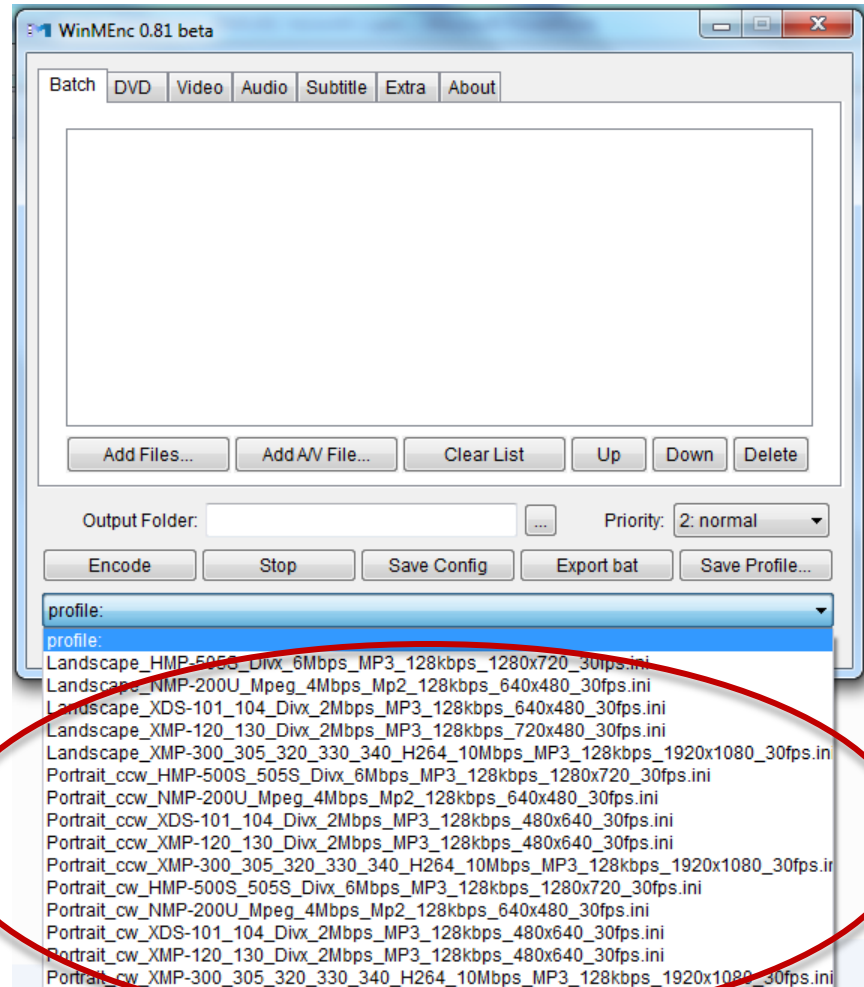 WinMEnc 0.81 beta
Batch DVD Video Audio Subtitle Extra About
Add Files... Add A/V File... Clear List Up Down Delete
Output Folder: ... Priority: 2: normal
Encode Stop Save Config Export bat Save Profile...
profile:
profile:
Landscape_HMP-505S_Divx_6Mbps_MP3_128kbps_1280x720_30fps.ini
Landscape_NMP-200U_Mpeg_4Mbps_Mp2_128kbps_640x480_30fps.ini
Landscape_XDS-101_104_Divx_2Mbps_MP3_128kbps_640x480_30fps.ini
Landscape_XMP-120_130_Divx_2Mbps_MP3_128kbps_720x480_30fps.ini
Landscape_XMP-300_305_320_330_340_H264_10Mbps_MP3_128kbps_1920x1080_30fps.in
Portrait_ccw_HMP-500S_505S_Divx_6Mbps_MP3_128kbps_1280x720_30fps.ini
Portrait_ccw_NMP-200U_Mpeg_4Mbps_Mp2_128kbps_640x480_30fps.ini
Portrait_ccw_XDS-101_104_Divx_2Mbps_MP3_128kbps_480x640_30fps.ini
Portrait_ccw_XMP-120_130_Divx_2Mbps_MP3_128kbps_480x640_30fps.ini
Portrait_ccw_XMP-300_305_320_330_340_H264_10Mbps_MP3_128kbps_1920x1080_30fps.ir
Portrait_cw_HMP-500S_505S_Divx_6Mbps_MP3_128kbps_1280x720_30fps.ini
Portrait_cw_NMP-200U_Mpeg_4Mbps_Mp2_128kbps_640x480_30fps.ini
Portrait_cw_XDS-101_104_Divx_2Mbps_MP3_128kbps_480x640_30fps.ini
Portrait_cw_XMP-120_130_Divx_2Mbps_MP3_128kbps_480x640_30fps.ini
Portrait_cw_XMP-300_305_320_330_340_H264_10Mbps_MP3_128kbps_1920x1080_30fps.ini